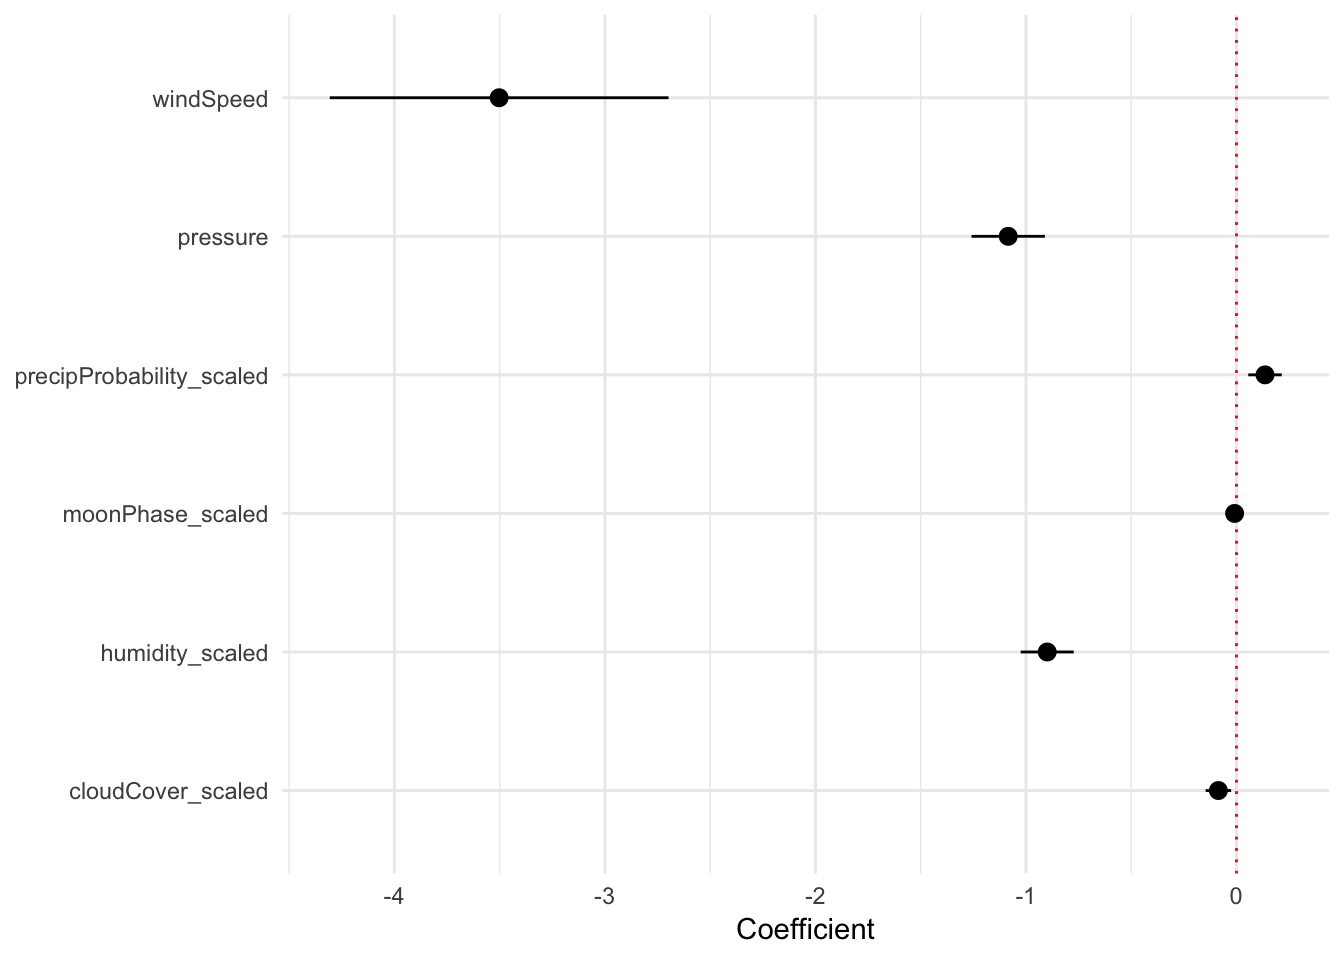 windSpeed
pressure
precipProbability_scaled
moonPhase_scaled
humidity_scaled
cloudCover_scaled
-4 -3 -2 -1 0
Coefficient